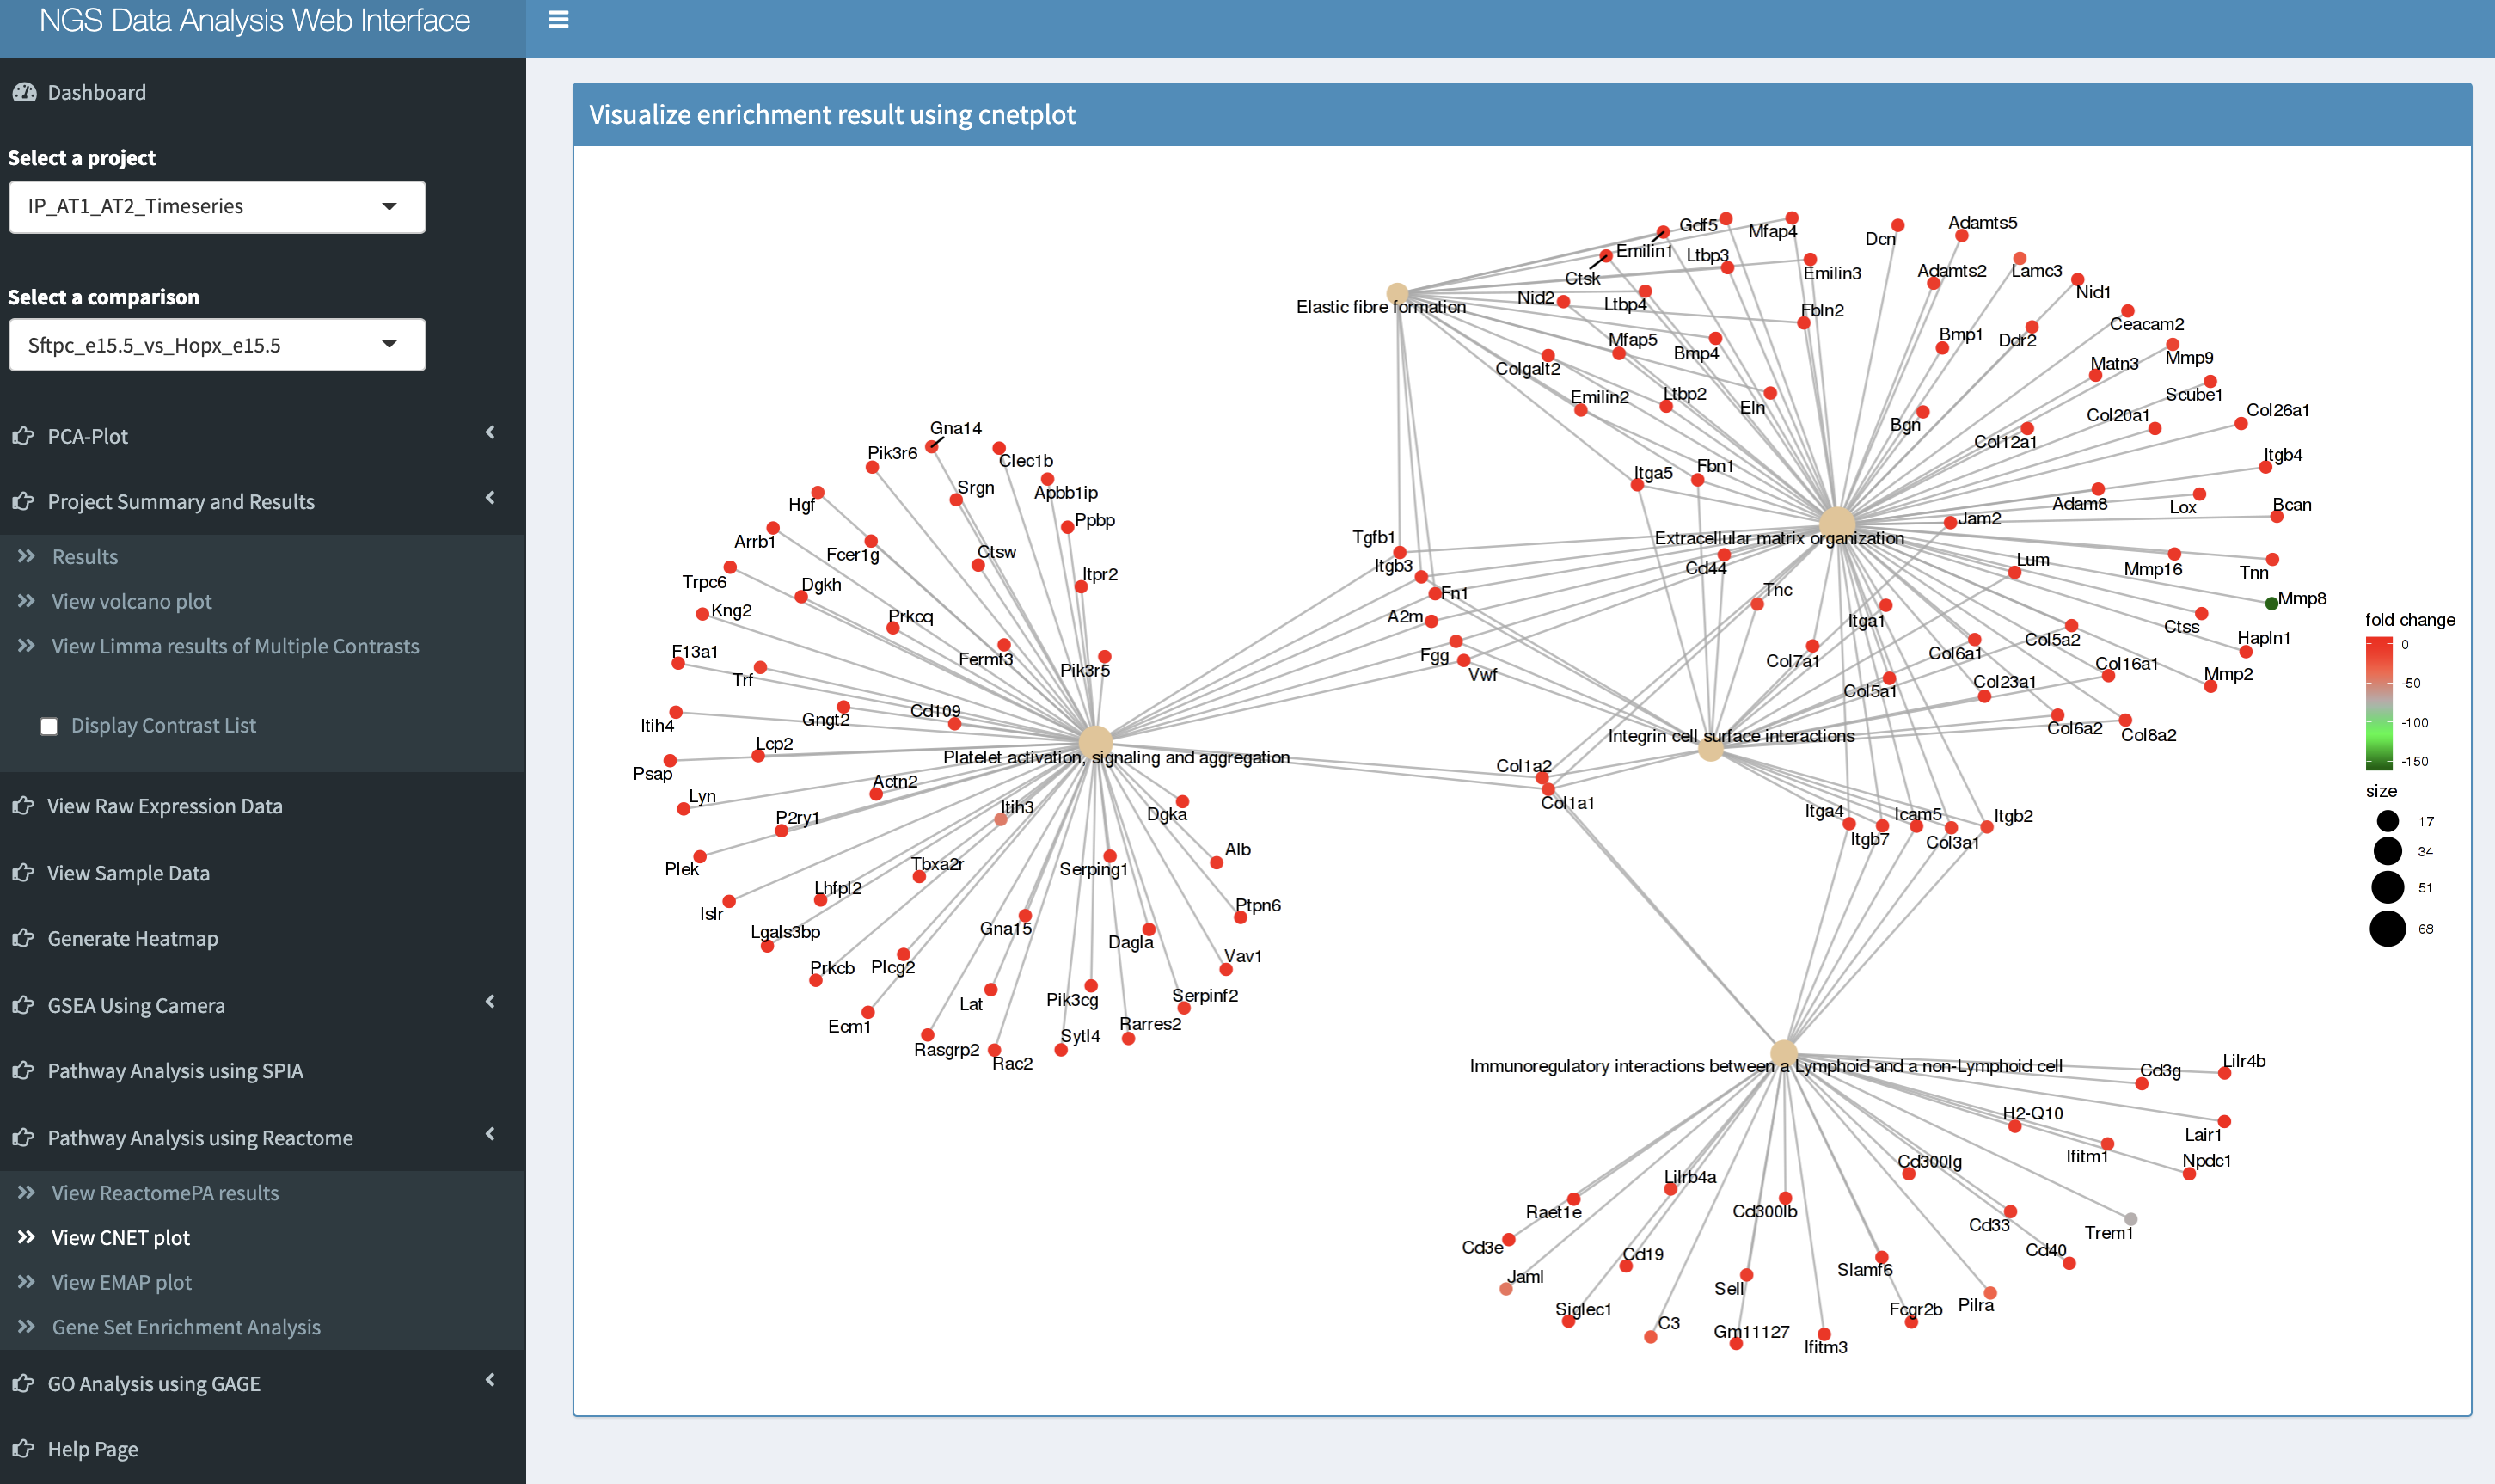 NGS Data Analysis Web Interface
Dashboard
Select a project
IP_AT1_AT2_Timeseries
Select a comparison
Sftpc_e15.5_vs_Hopx_e15.5
PCA-Plot
Project Summary and Results
Results
View volcano plot
View Limma results of Multiple Contrasts
Display Contrast List
View Raw Expression Data
View Sample Data
Generate Heatmap
GSEA Using Camera
Pathway Analysis using SPIA
Pathway Analysis using Reactome
View ReactomePA results
View CNET plot
View EMAP plot
Gene Set Enrichment Analysis
GO Analysis using GAGE
Help Page
Visualize enrichment result using cnetplot
Gdf5
Mfap4
Dcn
Adamts5
Emilin1
Ltbp3
Ctsk
Emilin3
Adamts2
Lamc3
Nid1
Elastic fibre formation
Nid2
Ltbp4
Fbln2
Ceacam2
Mfap5
Bmp4
Bmp1
Ddr2
Colgalt2
Matn3
Mmp9
Emilin2
Ltbp2
Eln
Scube1
Bgn
Col12a1
Col20a1
Col26a1
Itga5
Fbn1
Itgb4
Adam8
Lox
Bcan
Jam2
Tgfb1
Extracellular matrix organization
Itgb3
Cd44
Lum
Mmp16
Tnn
Fn1
Tnc
Mmp8
A2m
Itga1
Col5a2
Ctss
Hapln1
Fgg
Vwf
Col7a1
Col6a1
Col16a1
Mmp2
Col5a1
Col23a1
Integrin cell surface interactions
Col6a2
Col8a2
Gna14
Pik3r6
Clec1b
Srgn
Apbb1ip
Hgf
Ppbp
Arrb1
Fcer1g
Ctsw
Trpc6
Dgkh
Itpr2
Kng2
Prkcq
F13a1
Trf
Fermt3
Pik3r5
Itih4
Gngt2
Cd109
Psap
Lcp2
Platelet activation, signaling and aggregation
Lyn
Actn2
P2ry1
Itih3
Dgka
Col1a2
Col1a1
Itga4
Icam5
Itgb2
Itgb7
Col3a1
Plek
Tbxa2r
Serping1
Alb
Islr
Lhfpl2
Ptpn6
Lgals3bp
Gna15
Dagla
Prkcb
Plcg2
Vav1
Ecm1
Lat
Pik3cg
Serpinf2
Rasgrp2
Rac2
Sytl4
Rarres2
Immunoregulatory interactions between a Lymphoid and a non-Lymphoid cell
Cd3g
Lilr4b
H2-Q10
Lair1
Ifitm1
Npdc1
Lilrb4a
Cd300lg
Raet1e
Cd300lb
Cd33
Trem1
Cd3e
Cd19
Cd40
Jaml
Sell
Slamf6
Siglec1
C3
Gm11127
Ifitm3
Fcgr2b
Pilra
fold change
0
-50
-100
-150
size
17
34
51
68